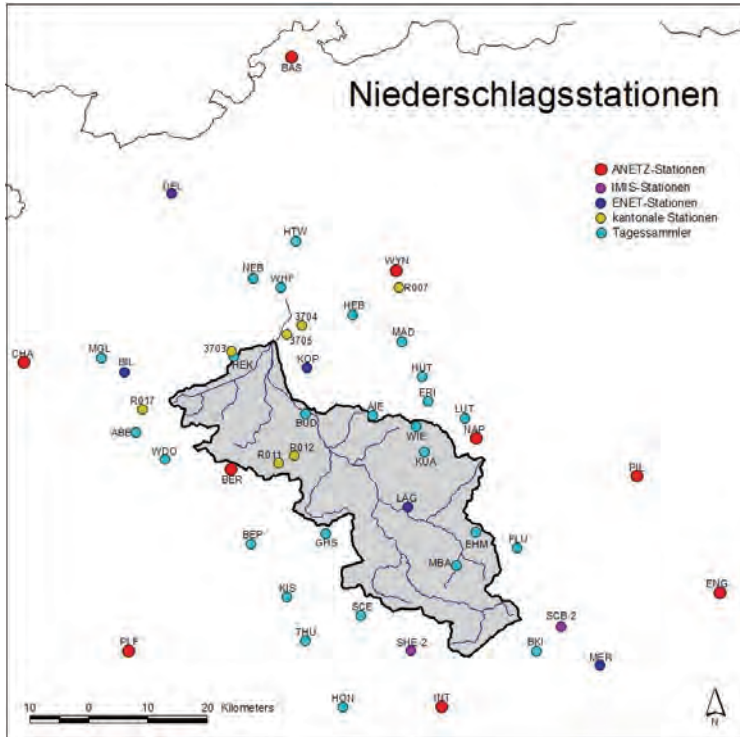 BAS
Niederschlagsstationen
ANETZ-Stationen
IMIS-Stationen
ENET-Stationen
kantonale Stationen
Tagessammler
DEL
HTW
NEB
WHF
WYN
R007
HEB
3704
3705
MAD
3703
HEK
KOP
CHA
MGL
BIL
HUT
ERI
R017
ABE
BUD
AIE
LUT
WIE
NAP
WDO
R011
R012
KUA
BER
PIL
LAG
GHS
BEP
EHM
FLU
MBA
KIS
ENG
SCE
SCB-2
THU
SHE-2
BKI
PLF
MER
HON
INT
10 0 10 20 Kilometers
N